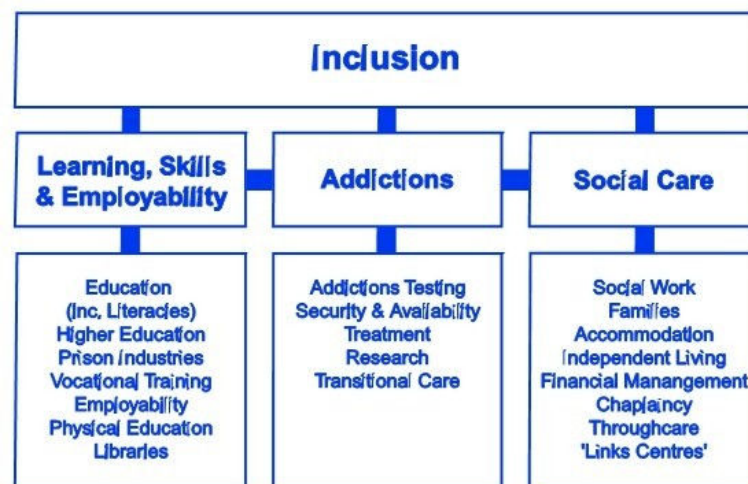 Inclusion
Learning, Skills
& Employability
Addictions
Social Care
Education
(inc. Literacies)
Higher Education
Prison Industries
Vocational Training
Employability
Physical Education
Libraries
Addictions Testing
Security & Availability
Treatment
Research
Transitional Care
Social Work
Families
Accommodation
Independent Living
Financial Manangement
Chaplaincy
Throughcare
'Links Centres'